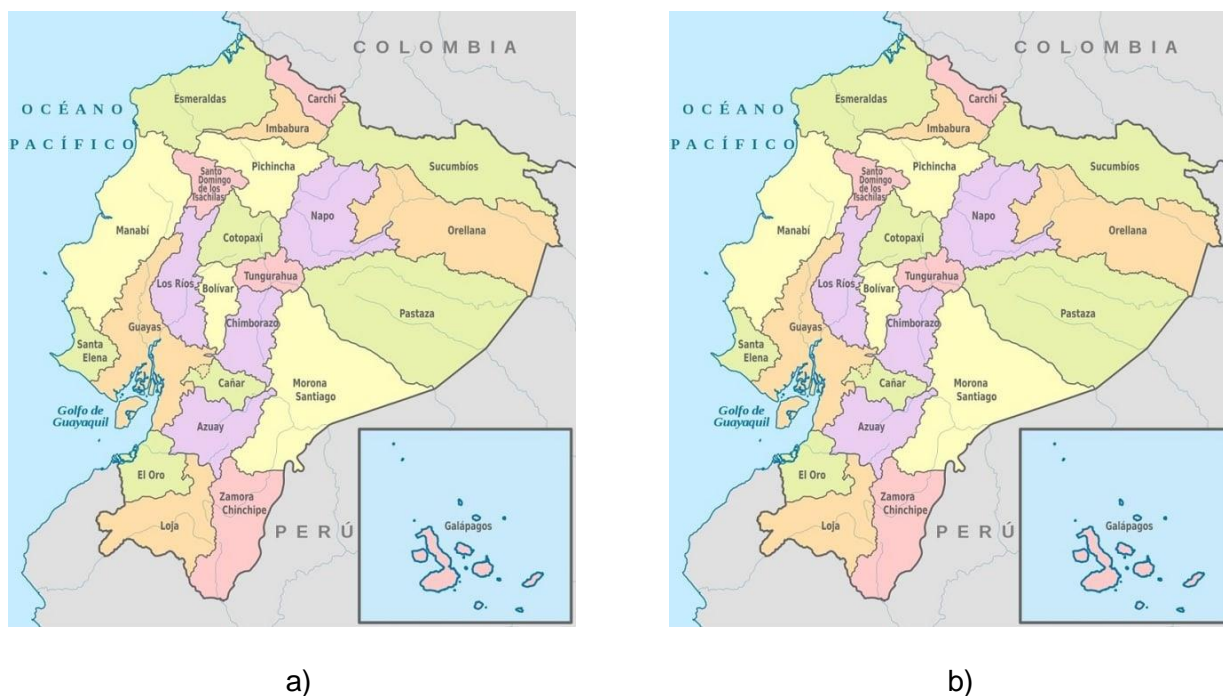 COLOMBIA
Esmeraldas
Carchi
OCÉANO
PACÍFICO
Imbabura
Pichincha
Sucumbíos
Santo
Domingo
de los
Tsáchilas
Napo
Manabí
Cotopaxi
Orellana
Tungurahua
Los Ríos
Bolívar
Pastaza
Guayas
Chimborazo
Santa
Elena
Cañar
Morona
Santiago
Golfo de
Guayaquil
Azuay
El Oro
Zamora
Chinchipe
Loja
PERÚ
Galápagos
a)
COLOMBIA
Esmeraldas
Carchi
OCÉANO
PACÍFICO
Imbabura
Pichincha
Sucumbíos
Santo
Domingo
de los
Tsáchilas
Napo
Manabí
Cotopaxi
Orellana
Tungurahua
Los Ríos
Bolívar
Pastaza
Guayas
Chimborazo
Santa
Elena
Cañar
Morona
Santiago
Golfo de
Guayaquil
Azuay
El Oro
Zamora
Chinchipe
Loja
PERÚ
Galápagos
b)